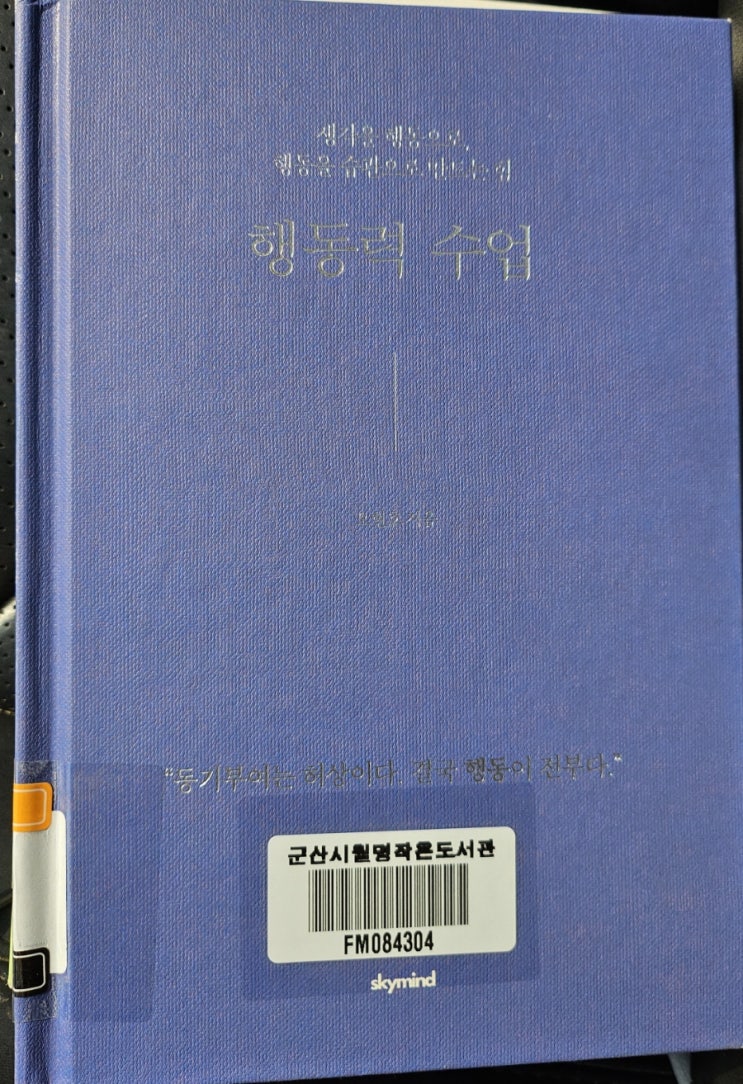 생각을 행동으로,
행동을 습관으로 만드는 힘
행동력 수업
지음
“동기부여는 허상이다. 결국 행동이 전부다.“
군산시월명작은도서관
FM084304
skymind